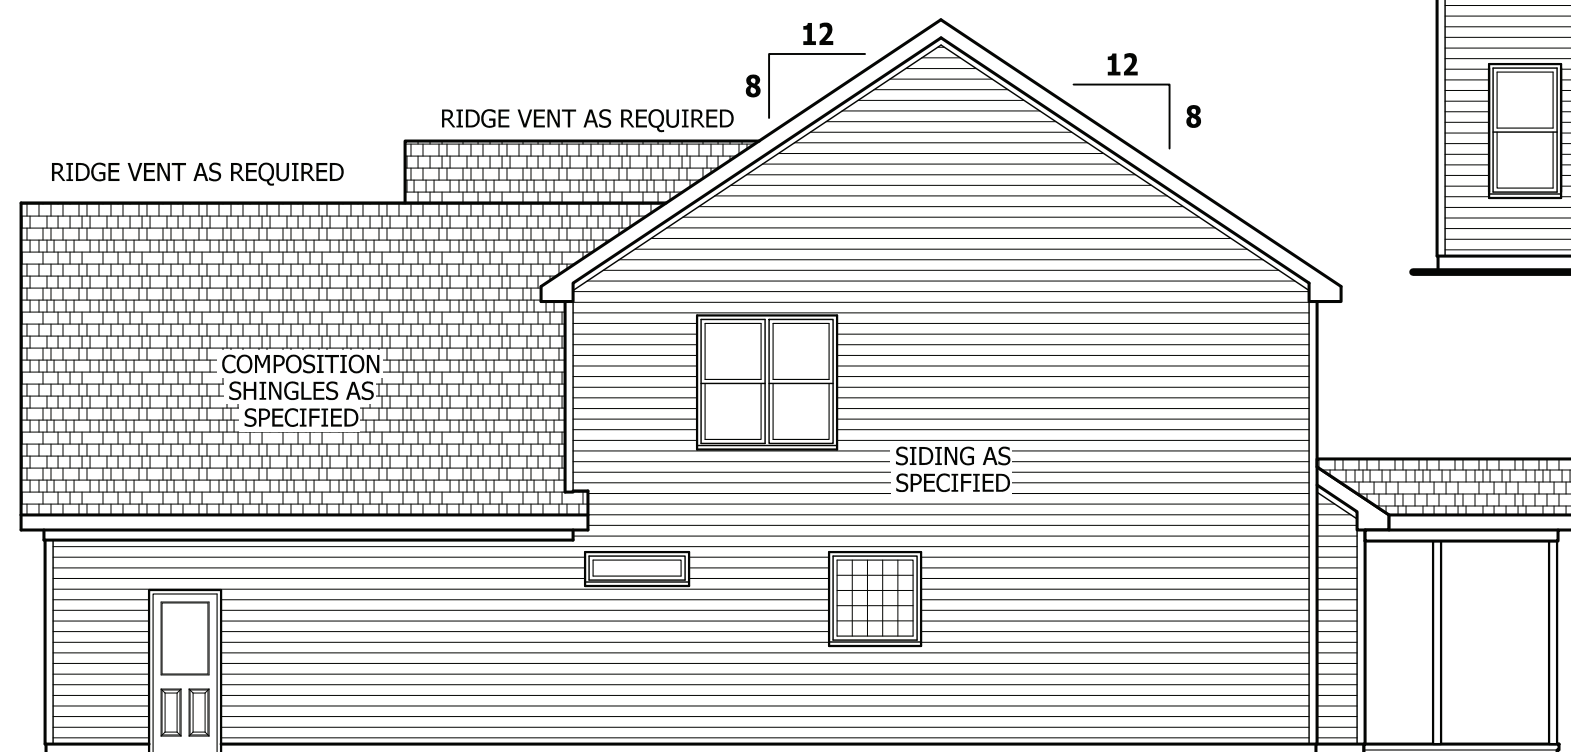 12
8
12
8
RIDGE VENT AS REQUIRED
RIDGE VENT AS REQUIRED
COMPOSITION
SHINGLES AS
SPECIFIED
SIDING AS
SPECIFIED